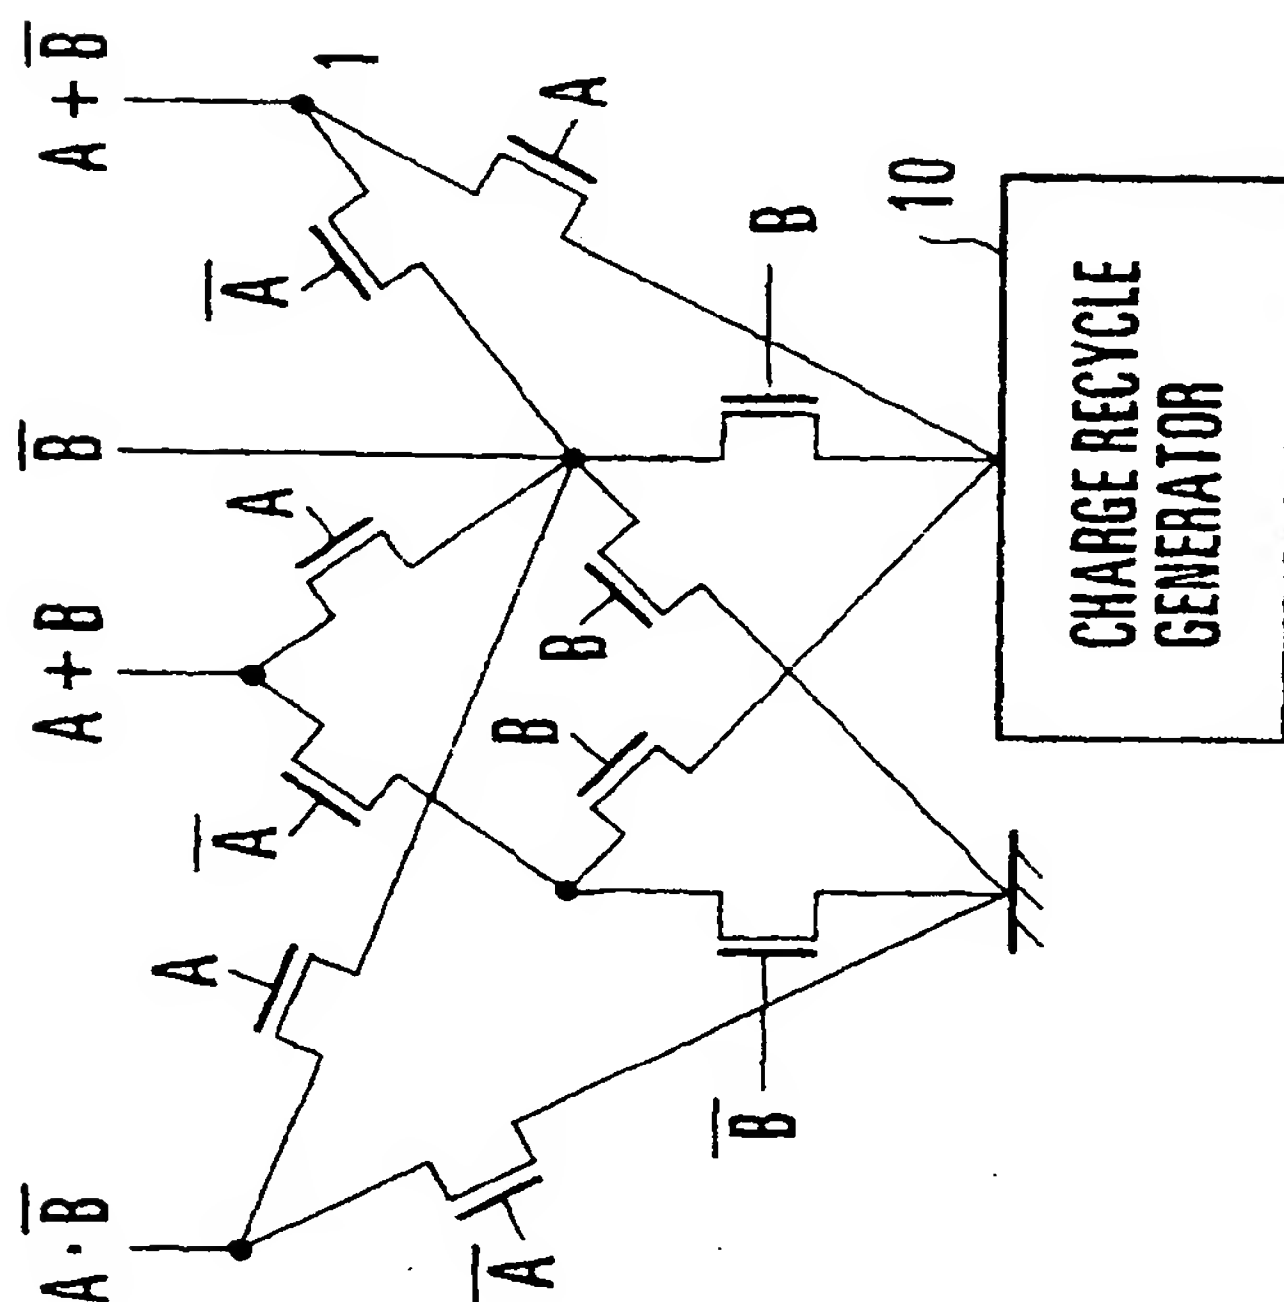 A · B̅
A + B
B̅
A + B̅
A
A̅
A
A̅
1
A̅
B
B
A
B̅
B
10
CHARGE RECYCLE
GENERATOR